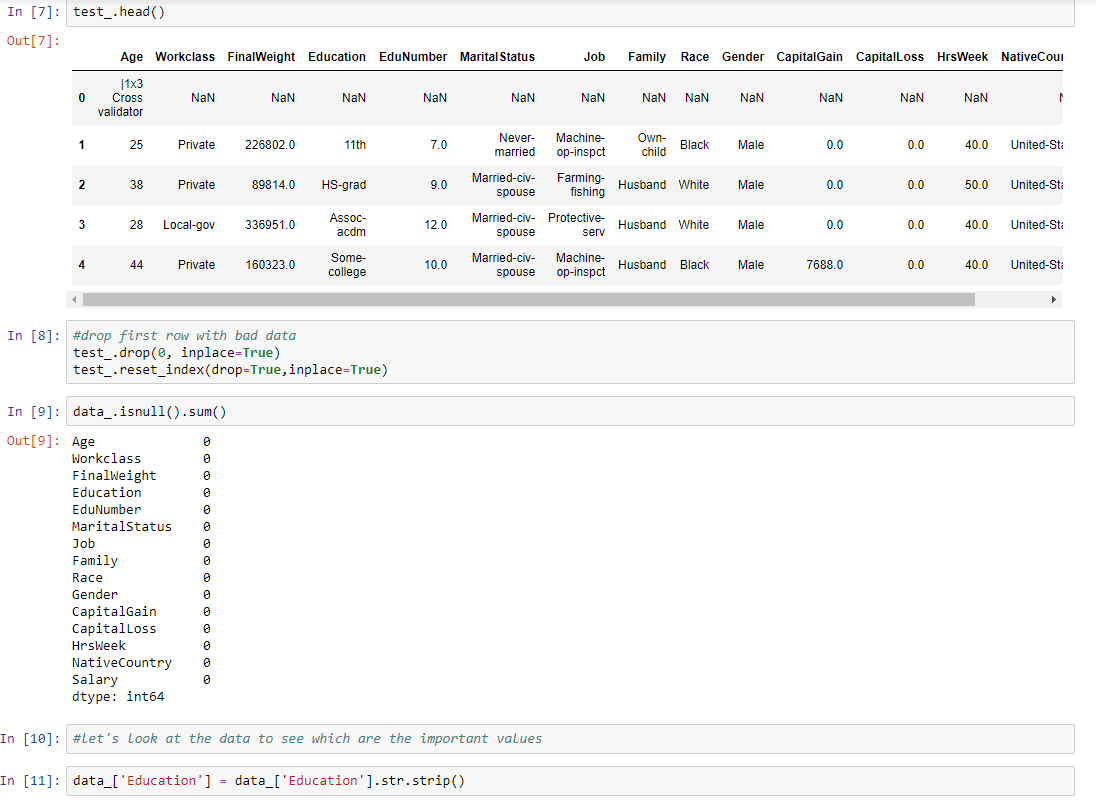 In [7]: test_.head()
Out[7]:
Age Workclass FinalWeight Education EduNumber MaritalStatus Job Family Race Gender CapitalGain CapitalLoss HrsWeek NativeCour
0 |1x3 Cross validator NaN NaN NaN NaN NaN NaN NaN NaN NaN NaN NaN NaN
1 25 Private 226802.0 11th 7.0 Never-married Machine-op-inspct Own-child Black Male 0.0 0.0 40.0 United-Sta
2 38 Private 89814.0 HS-grad 9.0 Married-civ-spouse Farming-fishing Husband White Male 0.0 0.0 50.0 United-Sta
3 28 Local-gov 336951.0 Assoc-acdm 12.0 Married-civ-spouse Protective-serv Husband White Male 0.0 0.0 40.0 United-Sta
4 44 Private 160323.0 Some-college 10.0 Married-civ-spouse Machine-op-inspct Husband Black Male 7688.0 0.0 40.0 United-Sta
In [8]: #drop first row with bad data
test_.drop(0, inplace=True)
test_.reset_index(drop=True,inplace=True)
In [9]: data_.isnull().sum()
Out[9]: Age 0
Workclass 0
FinalWeight 0
Education 0
EduNumber 0
MaritalStatus 0
Job 0
Family 0
Race 0
Gender 0
CapitalGain 0
CapitalLoss 0
HrsWeek 0
NativeCountry 0
Salary 0
dtype: int64
In [10]: #let's look at the data to see which are the important values
In [11]: data_['Education'] = data_['Education'].str.strip()